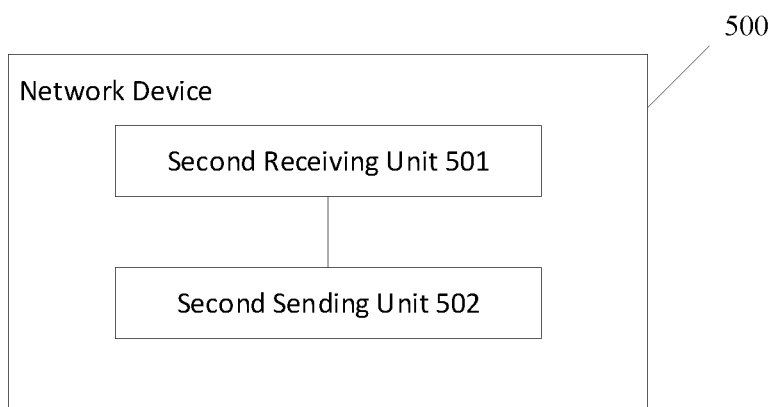 500
Network Device
Second Receiving Unit 501
Second Sending Unit 502